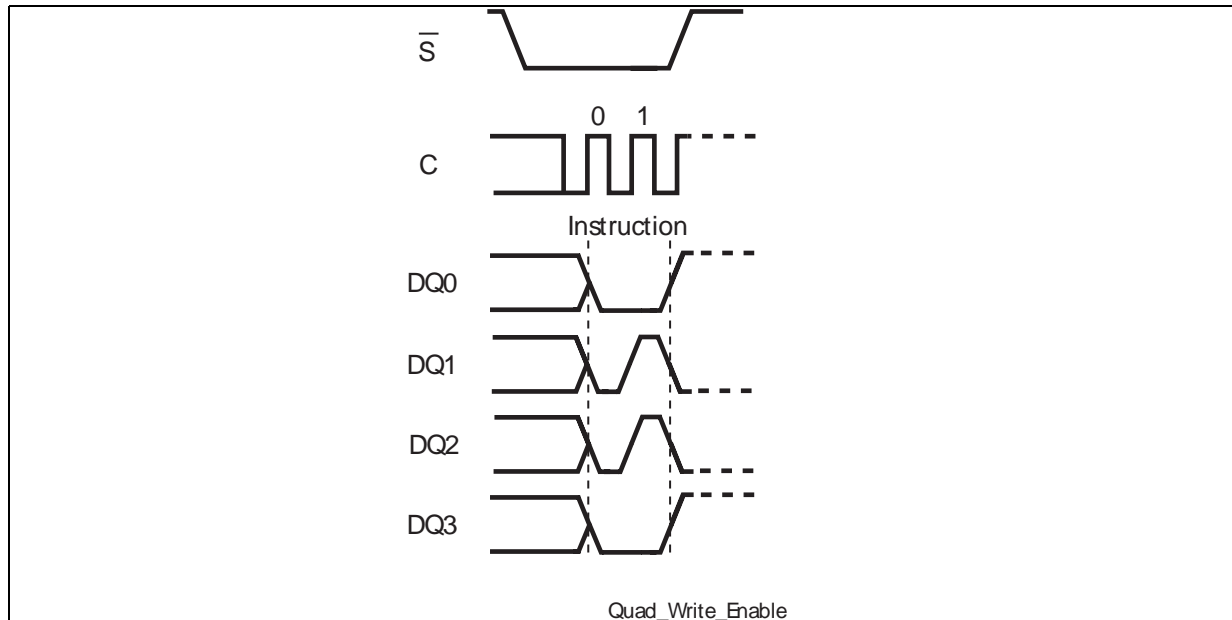 S̅
0 1
C
Instruction
DQ0
DQ1
DQ2
DQ3
Quad_Write_Enable